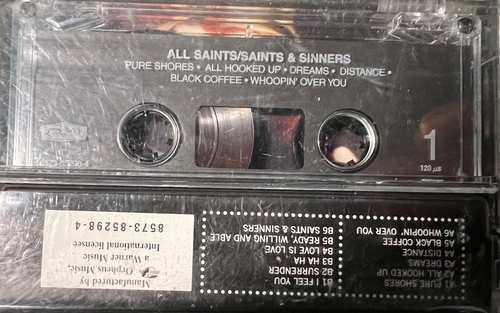 ALL SAINTS/SAINTS & SINNERS
PURE SHORES • ALL HOOKED UP • DREAMS • DISTANCE •
BLACK COFFEE • WHOOPIN' OVER YOU
1
120 µs
A1 PURE SHORES
A2 ALL HOOKED UP
A3 DREAMS
A4 DISTANCE
A5 BLACK COFFEE
A6 WHOOPIN' OVER YOU
B1 I FEEL YOU
B2 SURRENDER
B3 HA HA
B4 LOVE IS LOVE
B5 READY, WILLING AND ABLE
B6 SAINTS & SINNERS
Manufactured by
Orpheus Music,
a Warner Music
International licensee
8573-85298-4